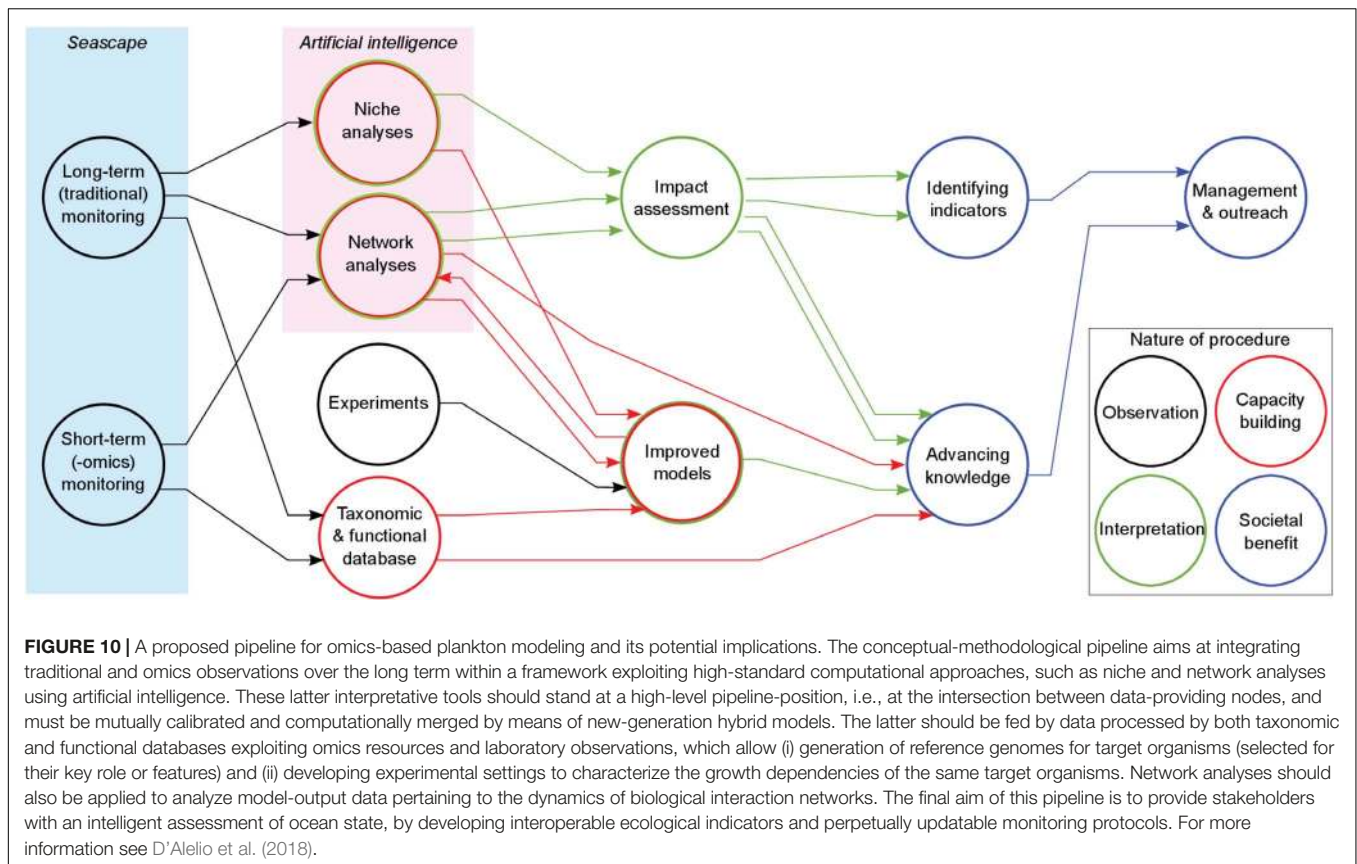 Seascape
Artificial intelligence
Niche
analyses
Long-term
(traditional)
monitoring
Impact
assessment
Identifying
indicators
Management
& outreach
Network
analyses
Nature of procedure
Observation
Capacity
building
Interpretation
Societal
benefit
Experiments
Short-term
(-omics)
monitoring
Improved
models
Advancing
knowledge
Taxonomic
& functional
database
FIGURE 10 | A proposed pipeline for omics-based plankton modeling and its potential implications. The conceptual-methodological pipeline aims at integrating
traditional and omics observations over the long term within a framework exploiting high-standard computational approaches, such as niche and network analyses
using artificial intelligence. These latter interpretative tools should stand at a high-level pipeline-position, i.e., at the intersection between data-providing nodes, and
must be mutually calibrated and computationally merged by means of new-generation hybrid models. The latter should be fed by data processed by both taxonomic
and functional databases exploiting omics resources and laboratory observations, which allow (i) generation of reference genomes for target organisms (selected for
their key role or features) and (ii) developing experimental settings to characterize the growth dependencies of the same target organisms. Network analyses should
also be applied to analyze model-output data pertaining to the dynamics of biological interaction networks. The final aim of this pipeline is to provide stakeholders
with an intelligent assessment of ocean state, by developing interoperable ecological indicators and perpetually updatable monitoring protocols. For more
information see D'Alelio et al. (2018).